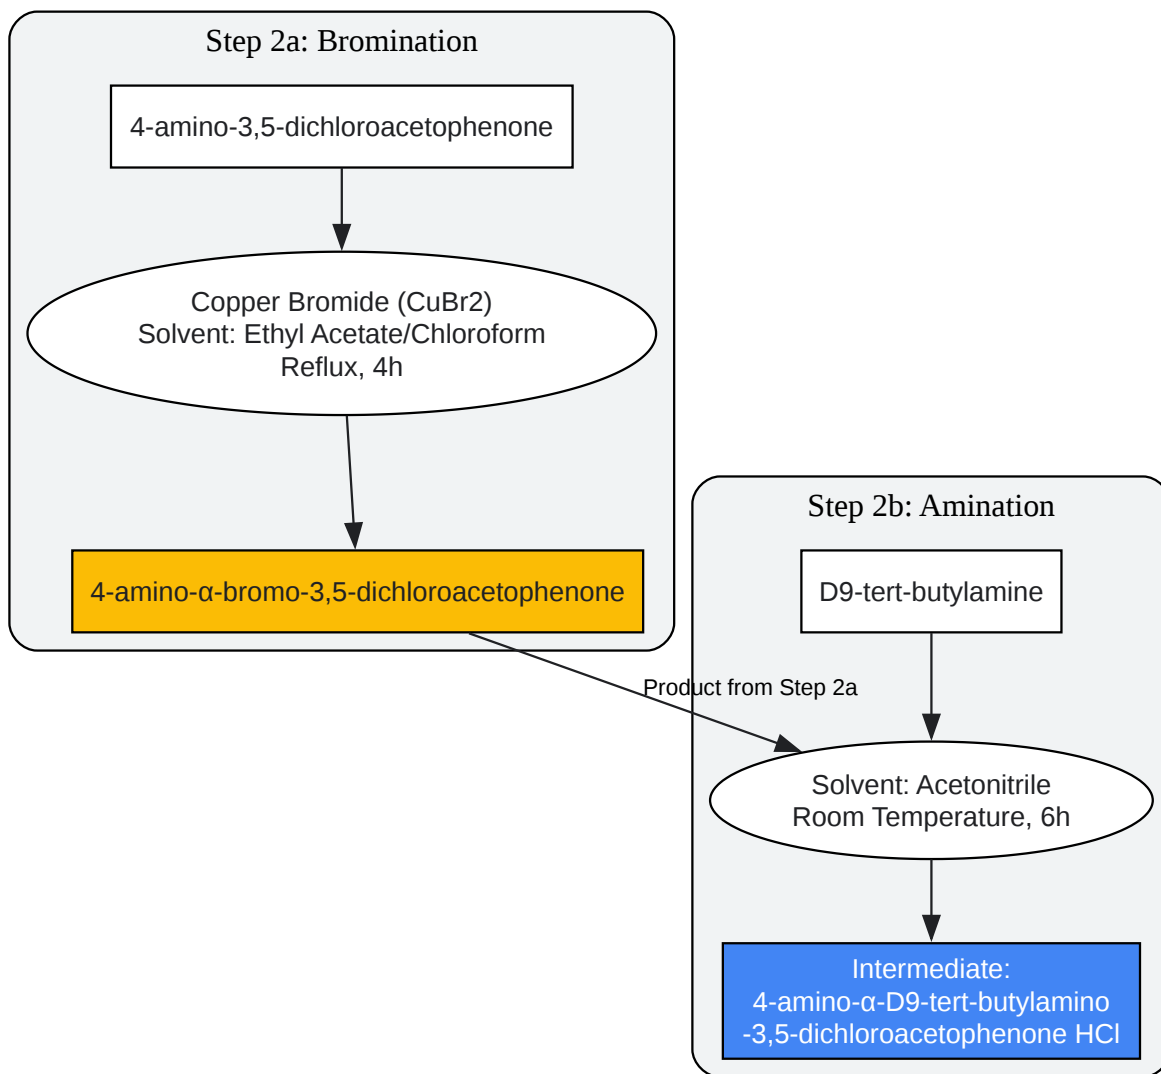 Step 2a: Bromination
4-amino-3,5-dichloroacetophenone
Copper Bromide (CuBr2)
Solvent: Ethyl Acetate/Chloroform
Reflux, 4h
4-amino-α-bromo-3,5-dichloroacetophenone
Product from Step 2a
Step 2b: Amination
D9-tert-butylamine
Solvent: Acetonitrile
Room Temperature, 6h
Intermediate:
4-amino-α-D9-tert-butylamino
-3,5-dichloroacetophenone HCl